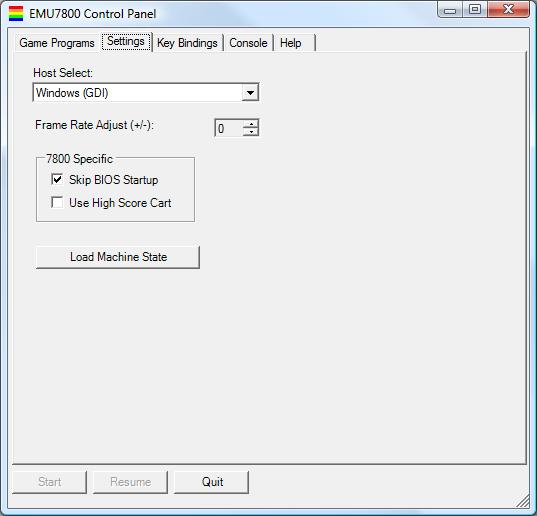 EMU7800 Control Panel
Game Programs Settings Key Bindings Console Help
Host Select:
Windows (GDI)
Frame Rate Adjust (+/-): 0
7800 Specific
Skip BIOS Startup
Use High Score Cart
Load Machine State
Start Resume Quit